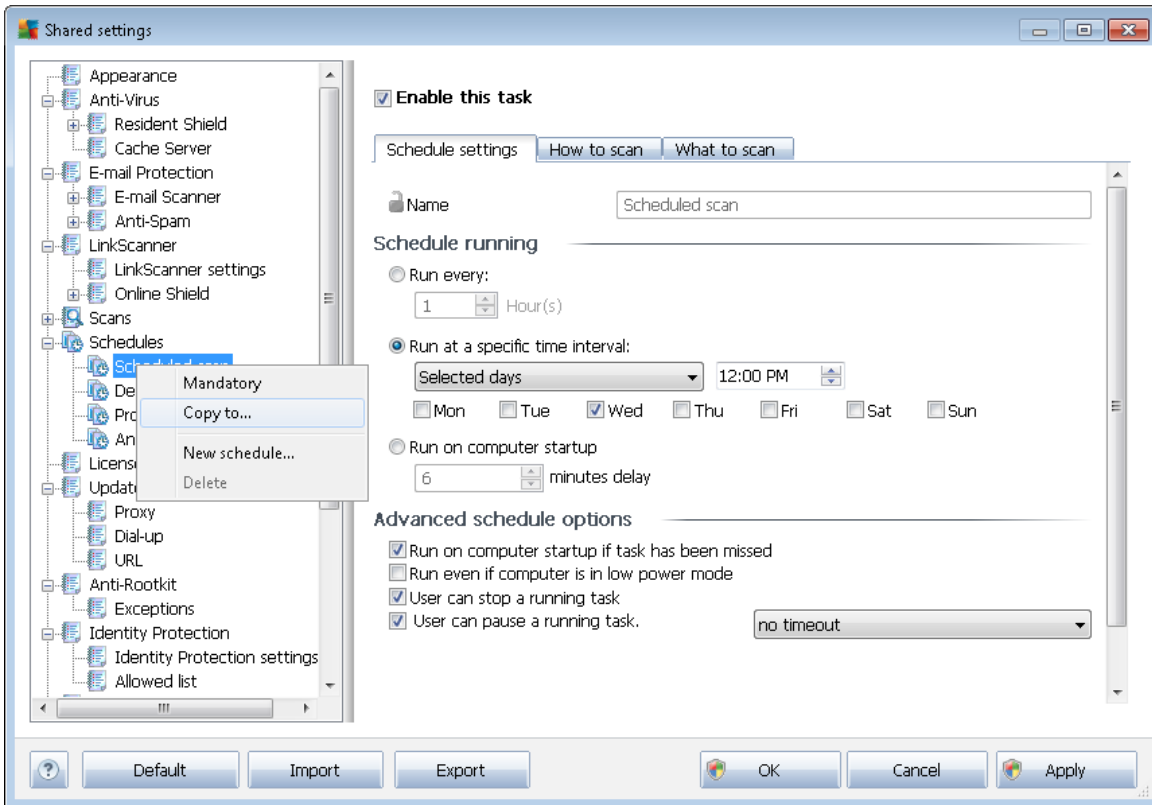 Shared settings
Appearance
Anti-Virus
Resident Shield
Cache Server
E-mail Protection
E-mail Scanner
Anti-Spam
LinkScanner
LinkScanner settings
Online Shield
Scans
Schedules
Mandatory
Copy to...
New schedule...
Delete
Proxy
Dial-up
URL
Anti-Rootkit
Exceptions
Identity Protection
Identity Protection settings
Allowed list
Enable this task
Schedule settings How to scan What to scan
Name Scheduled scan
Schedule running
Run every:
1 Hour(s)
Run at a specific time interval:
Selected days 12:00 PM
Mon Tue Wed Thu Fri Sat Sun
Run on computer startup
6 minutes delay
Advanced schedule options
Run on computer startup if task has been missed
Run even if computer is in low power mode
User can stop a running task
User can pause a running task. no timeout
? Default Import Export OK Cancel Apply